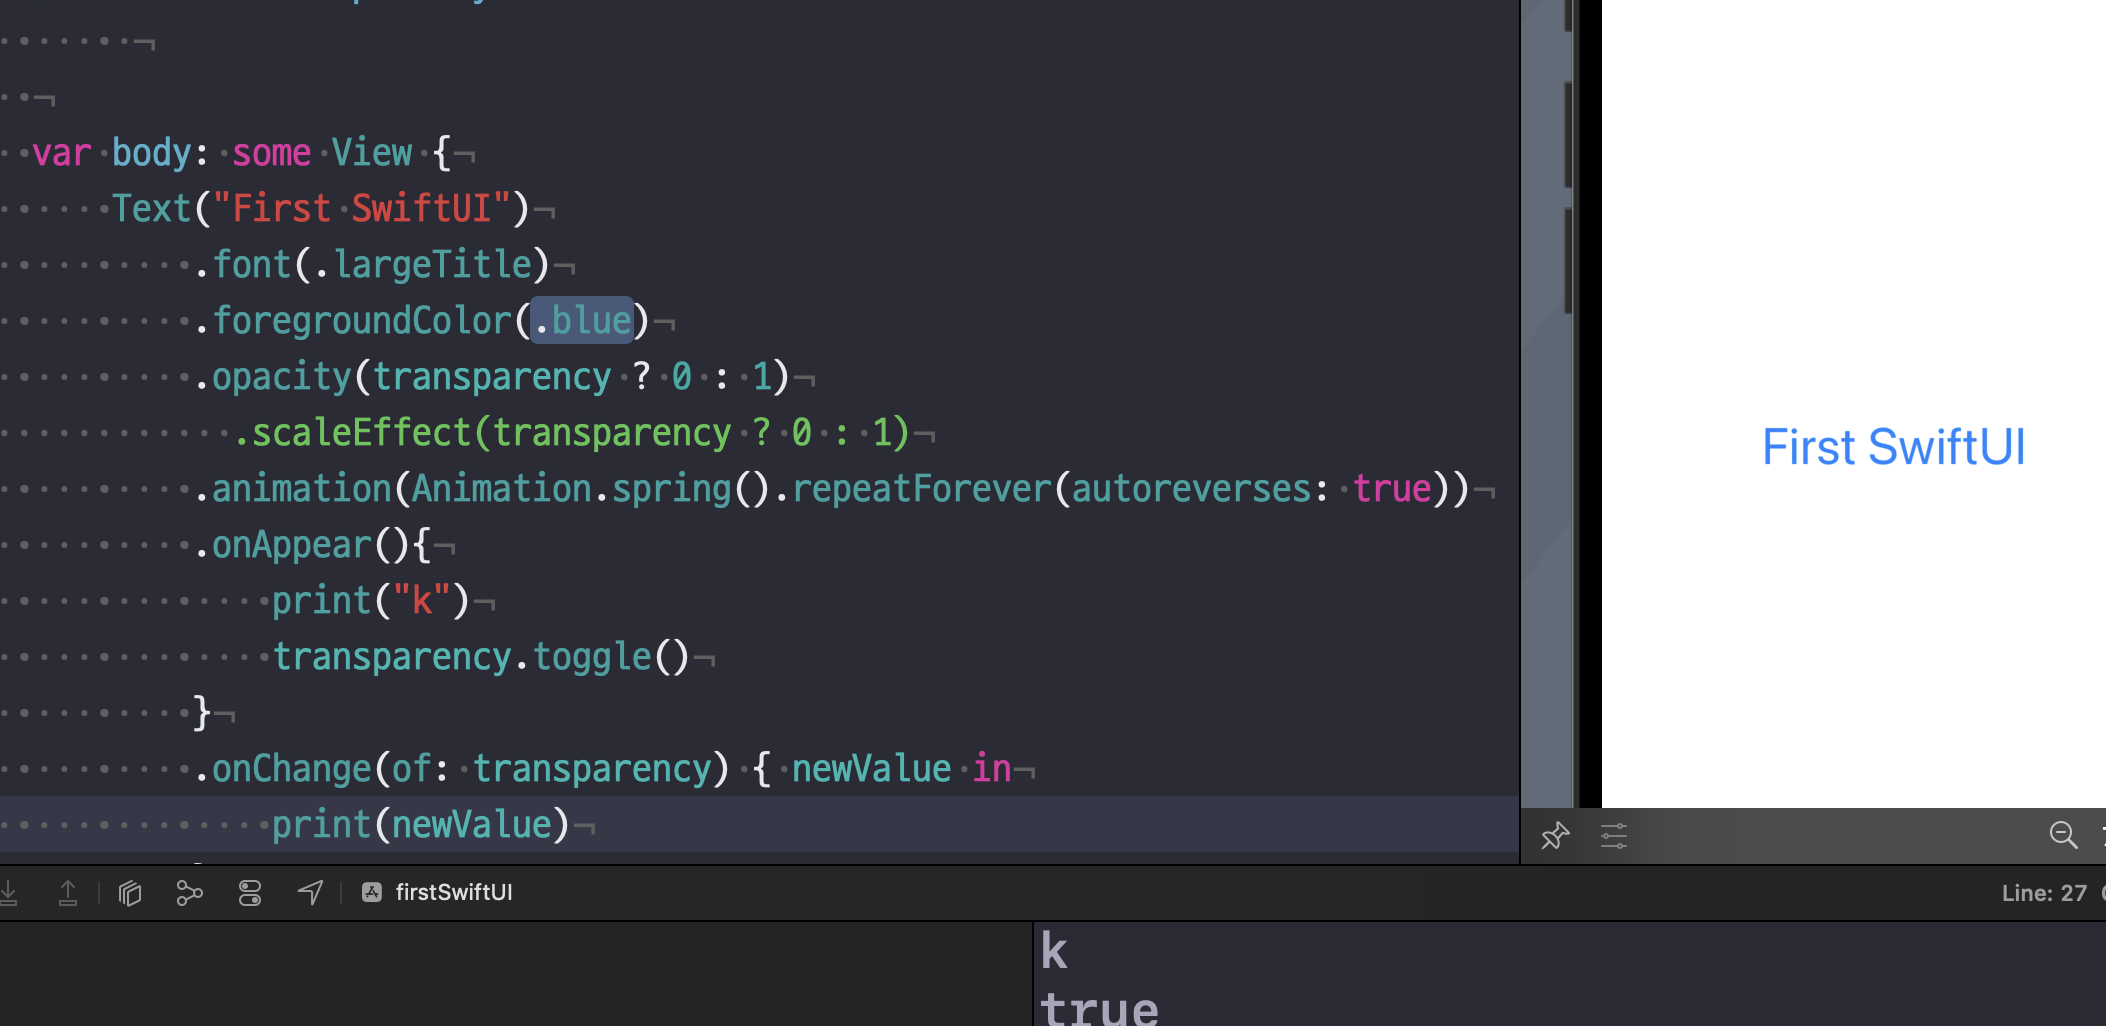 var body: some View {
Text("First SwiftUI")
.font(.largeTitle)
.foregroundColor(.blue)
.opacity(transparency ? 0 : 1)
.scaleEffect(transparency ? 0 : 1)
.animation(Animation.spring().repeatForever(autoreverses: true))
.onAppear(){
print("k")
transparency.toggle()
}
.onChange(of: transparency) { newValue in
print(newValue)
First SwiftUI
firstSwiftUI
Line: 27
k
true